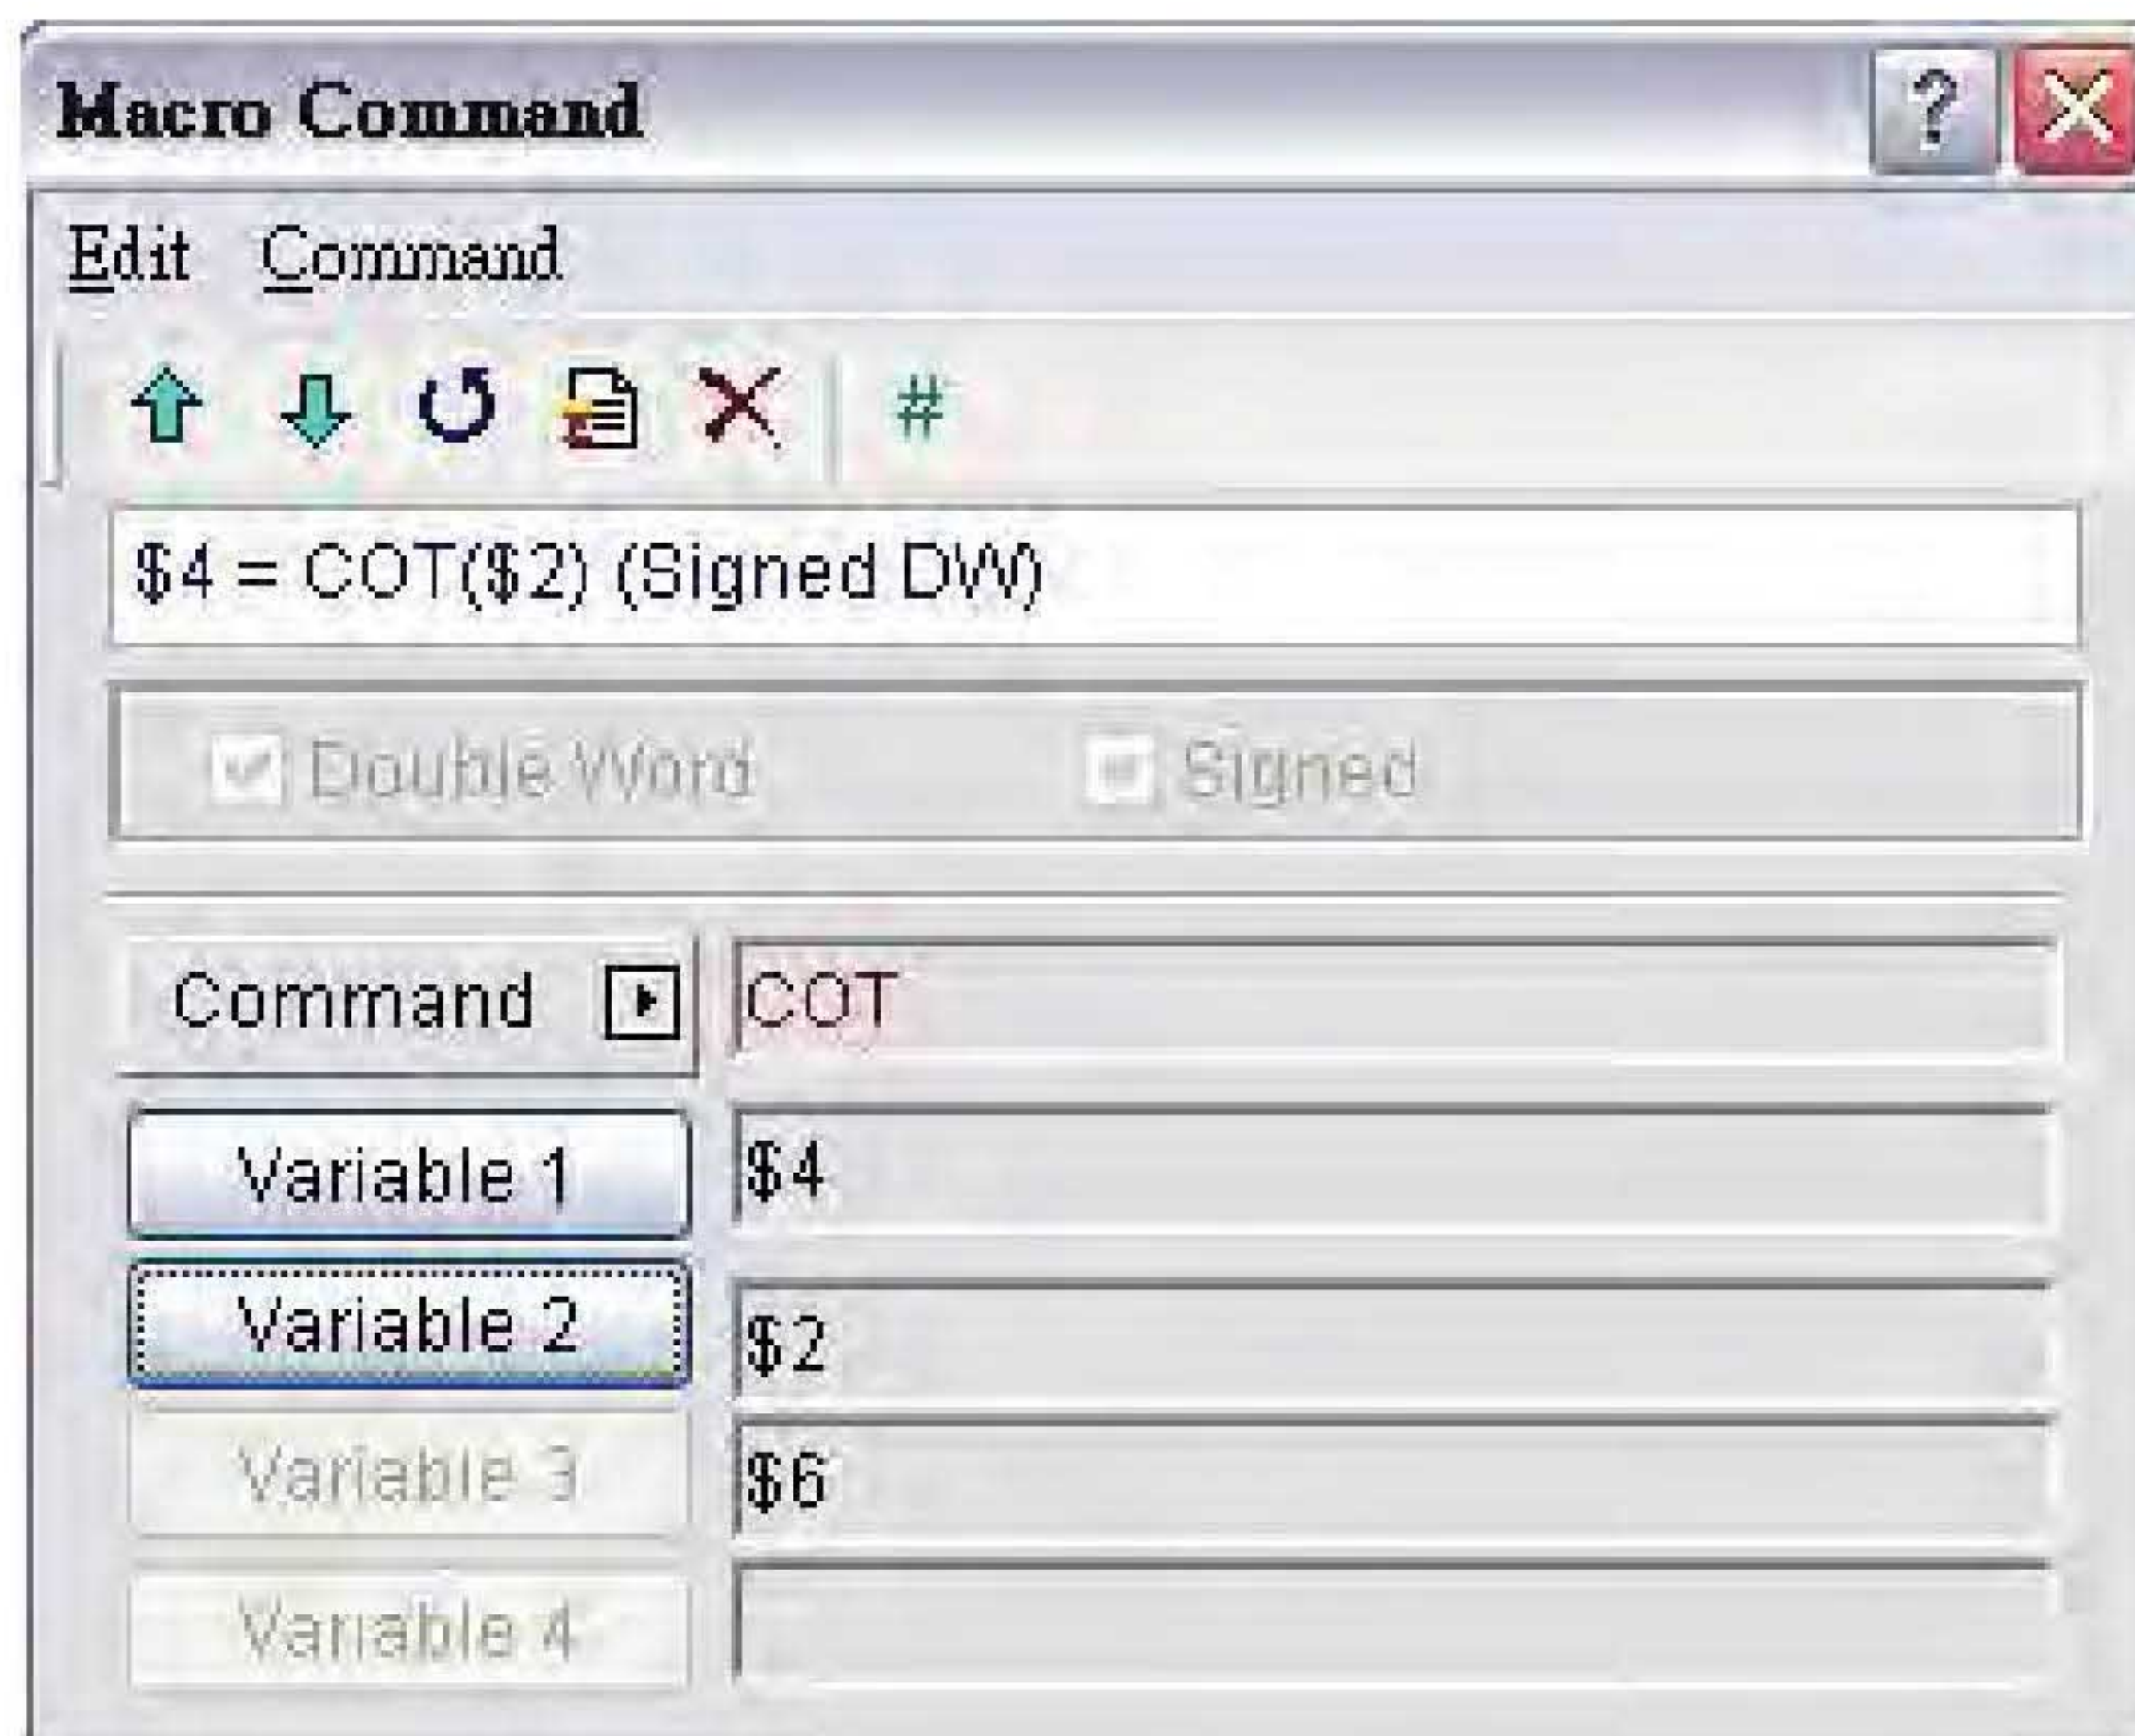 Macro Command ?
Edit Command
#
$4 = COT($2) (Signed DW)
Double Word Signed
Command COT
Variable 1 $4
Variable 2 $2
Variable 3 $6
Variable 4